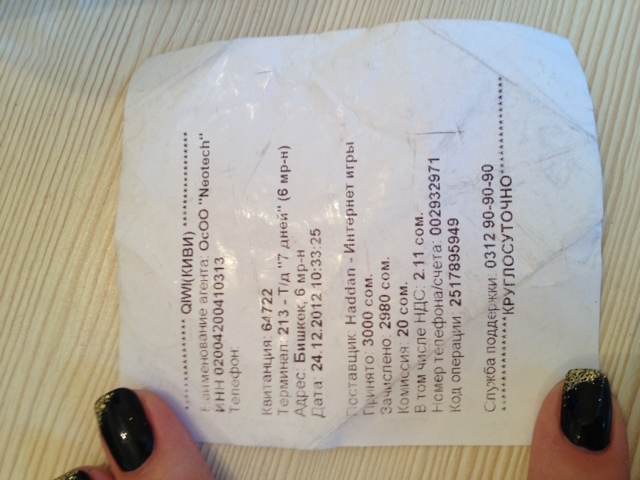 ************** QIWI(КИВИ) **************
Наименование агента: ОсОО "Neotech"
ИНН 02004200410313
Телефон:
Квитанция: 64722
Терминал: 213 - Т/д "7 дней" (6 мр-н)
Адрес: Бишкек, 6 мр-н
Дата: 24.12.2012 10:33:25
Поставщик: Haddan - Интернет игры
Принято: 3000 сом.
Зачислено 2980 сом.
Комиссия: 20 сом.
В том числе НДС: 2.11 сом.
Номер телефона/счета: 002932971
Код операции: 2517895949
Служба поддержки: 0312 90-90-90
**************КРУГЛОСУТОЧНО**************